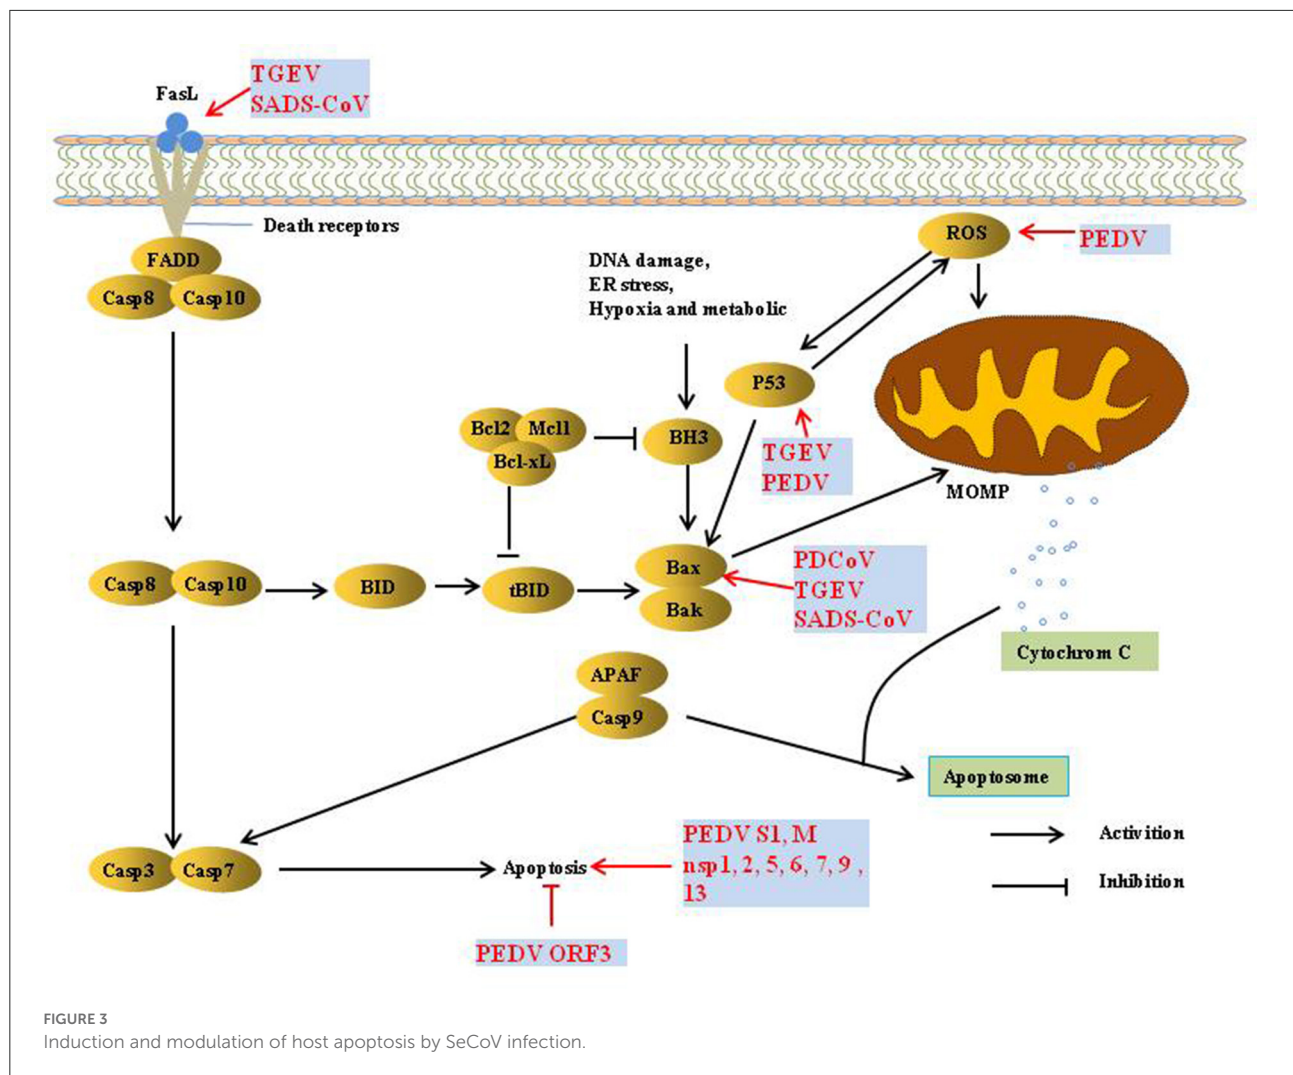 TGEV
SADS-CoV
FasL
Death receptors
FADD
Casp8
Casp10
ROS
PEDV
DNA damage,
ER stress,
Hypoxia and metabolic
P53
Bcl2
Mcl1
Bcl-xL
BH3
TGEV
PEDV
MOMP
Casp8
Casp10
BID
tBID
Bax
Bak
PDCoV
TGEV
SADS-CoV
Cytochrom C
APAF
Casp9
Apoptosome
Casp3
Casp7
Apoptosis
PEDV S1, M
nsp1, 2, 5, 6, 7, 9 ,
13
PEDV ORF3
Activition
Inhibition
FIGURE 3
Induction and modulation of host apoptosis by SeCoV infection.